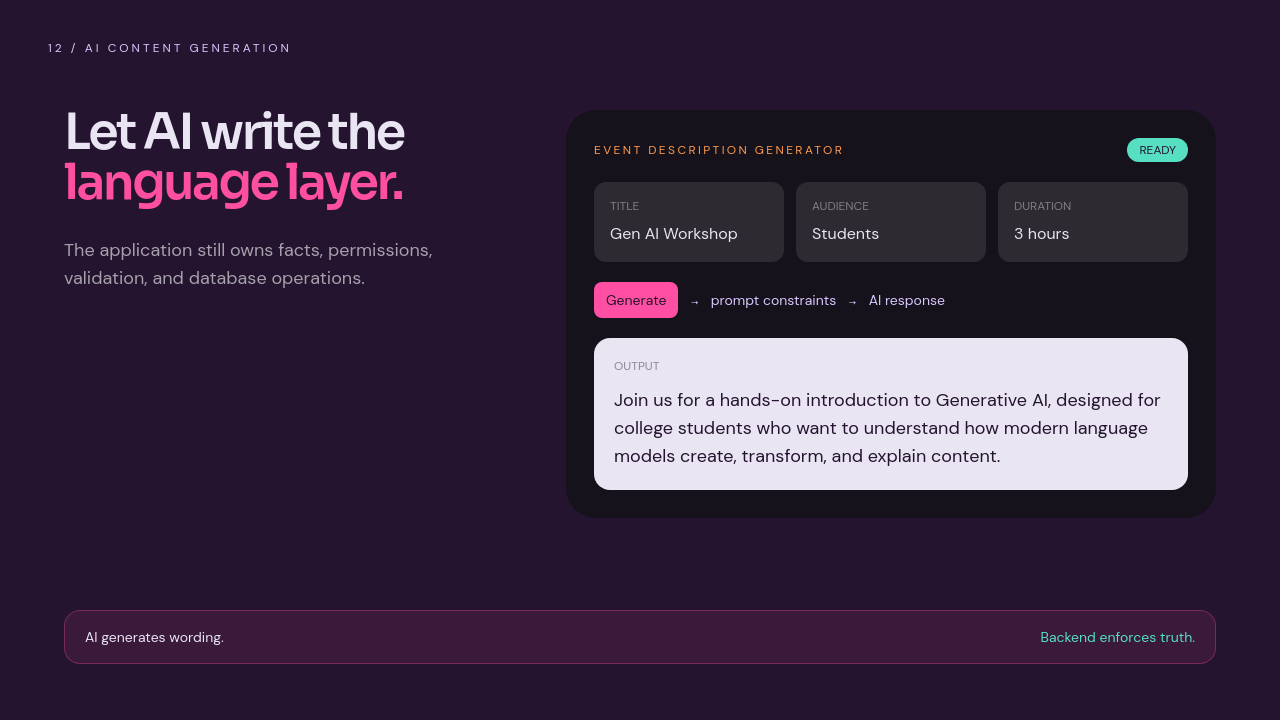 12 / AI CONTENT GENERATION
Let AI write the
language layer.
The application still owns facts, permissions,
validation, and database operations.
EVENT DESCRIPTION GENERATOR
READY
TITLE
Gen AI Workshop
AUDIENCE
Students
DURATION
3 hours
Generate → prompt constraints → AI response
OUTPUT
Join us for a hands-on introduction to Generative AI, designed for
college students who want to understand how modern language
models create, transform, and explain content.
AI generates wording.
Backend enforces truth.